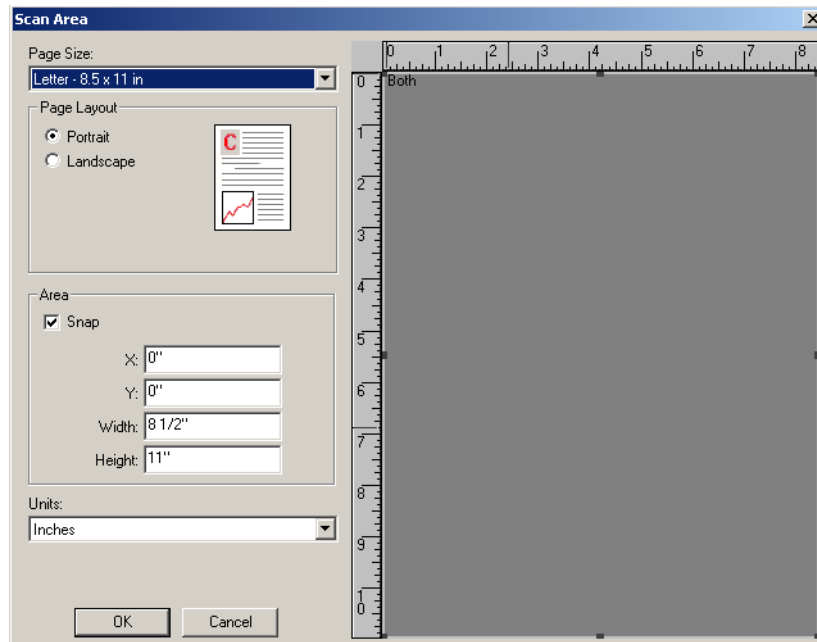 Scan Area
Page Size:
Letter - 8.5 x 11 in
Page Layout
Portrait
Landscape
C
Area
Snap
X: 0"
Y: 0"
Width: 8 1/2"
Height: 11"
Units:
Inches
OK Cancel
0 1 2 3 4 5 6 7 8
Both
0
1
2
3
4
5
6
7
8
9
10